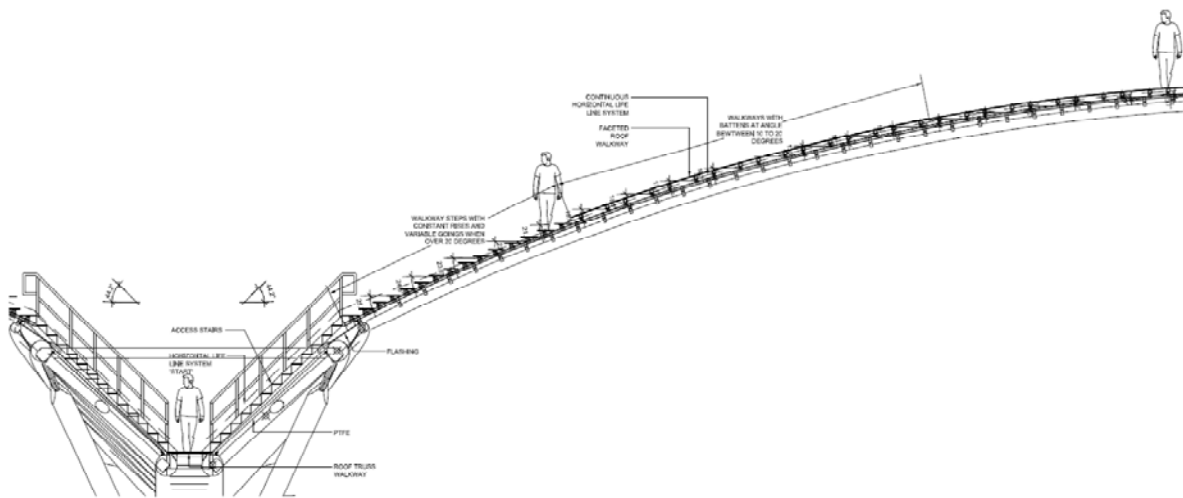 CONTINUOUS
HORIZONTAL LIFE
LINE SYSTEM
FACETED
ROOF
WALKWAY
WALKWAYS WITH
BATTENS AT ANGLE
BEWTWEEN 10 TO 20
DEGREES
WALKWAY STEPS WITH
CONSTANT RISES AND
VARIABLE GOINGS WHEN
OVER 20 DEGREES
ACCESS STAIRS
HORIZONTAL LIFE
LINE SYSTEM
'START'
FLASHING
PTFE
ROOF TRUSS
WALKWAY